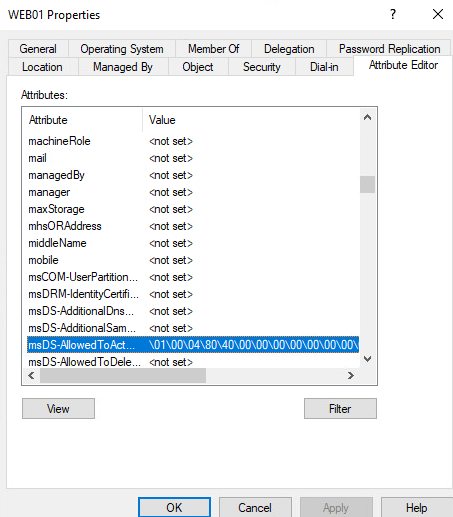 WEB01 Properties
General Operating System Member Of Delegation Password Replication
Location Managed By Object Security Dial-in Attribute Editor
Attributes:
Attribute Value
machineRole <not set>
mail <not set>
managedBy <not set>
manager <not set>
maxStorage <not set>
mhsORAddress <not set>
middleName <not set>
mobile <not set>
msCOM-UserPartition... <not set>
msDRM-IdentityCertifi... <not set>
msDS-AdditionalDns... <not set>
msDS-AdditionalSam... <not set>
msDS-AllowedToAct... \01\00\04\80\40\00\00\00\00\00\00\00\
msDS-AllowedToDele... <not set>
View Filter
OK Cancel Apply Help